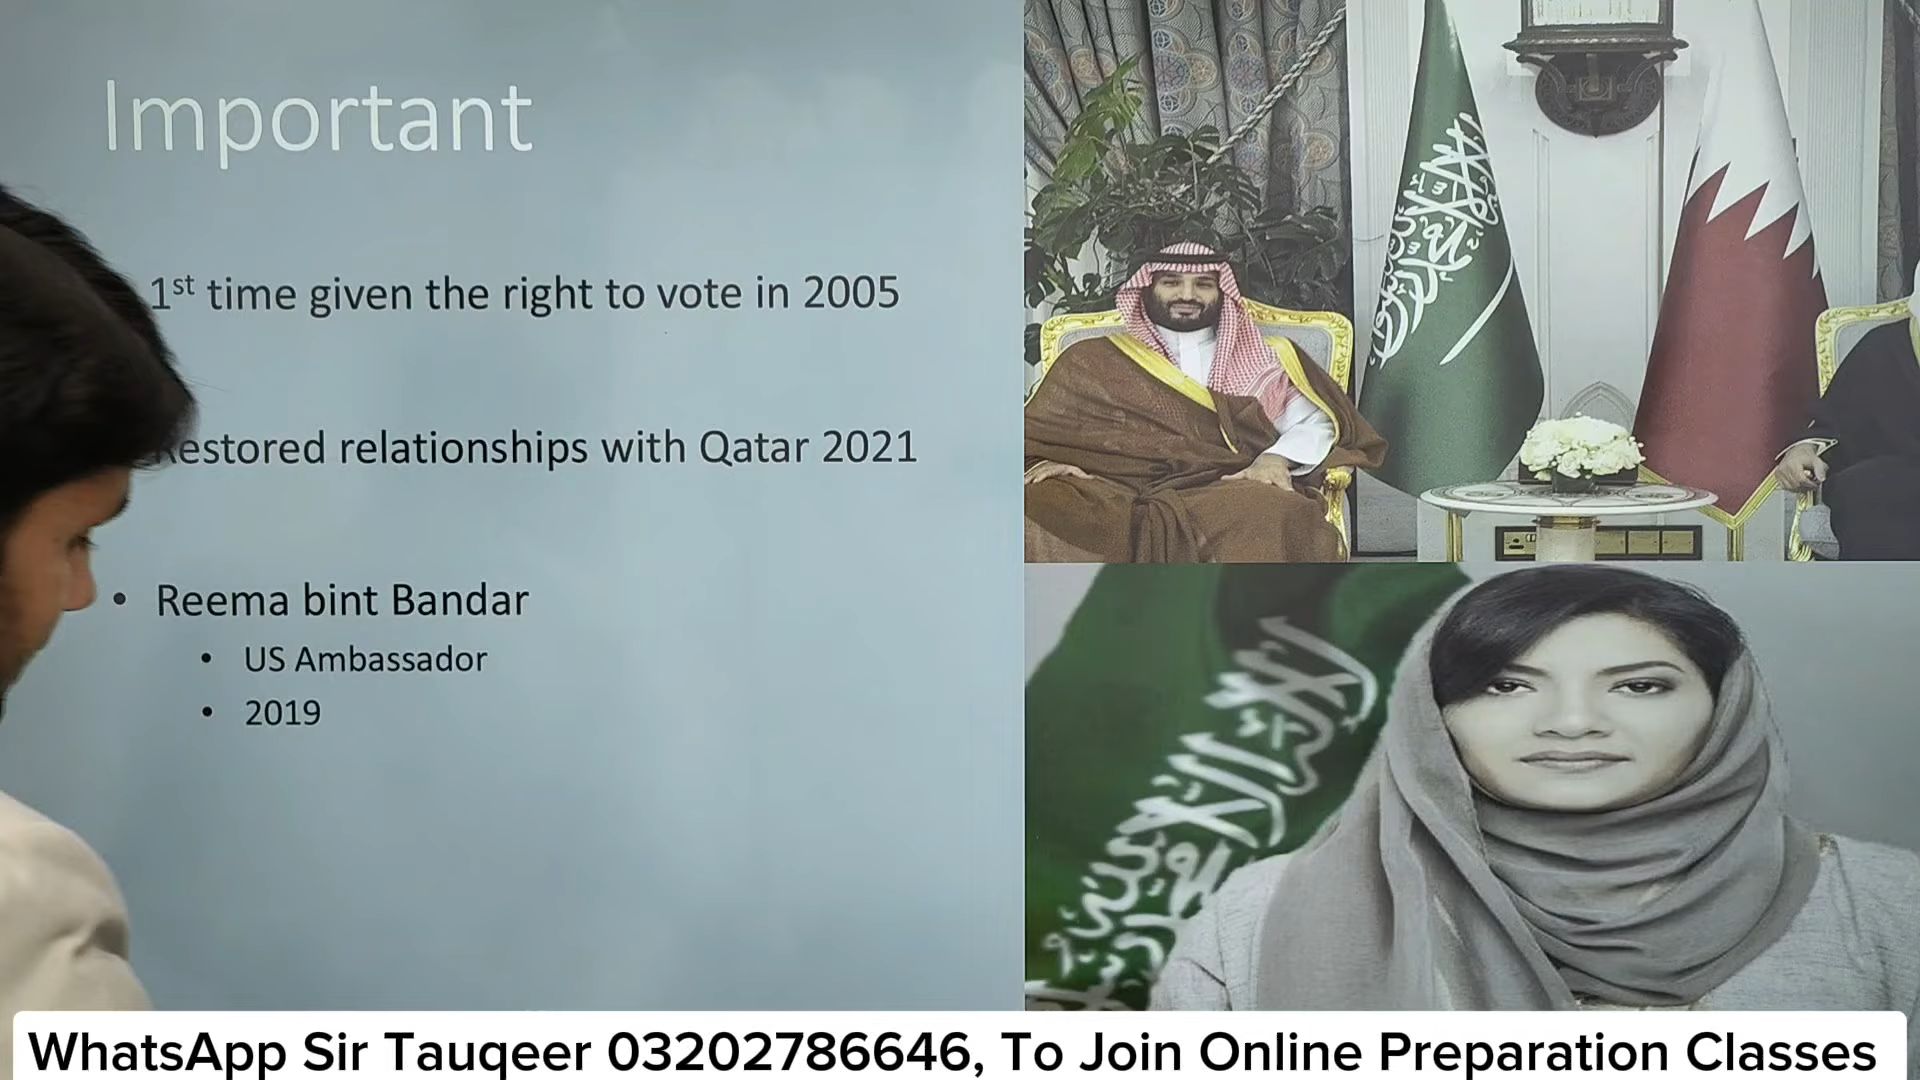 Important
1st time given the right to vote in 2005
Restored relationships with Qatar 2021
• Reema bint Bandar
• US Ambassador
• 2019
WhatsApp Sir Tauqeer 03202786646, To Join Online Preparation Classes